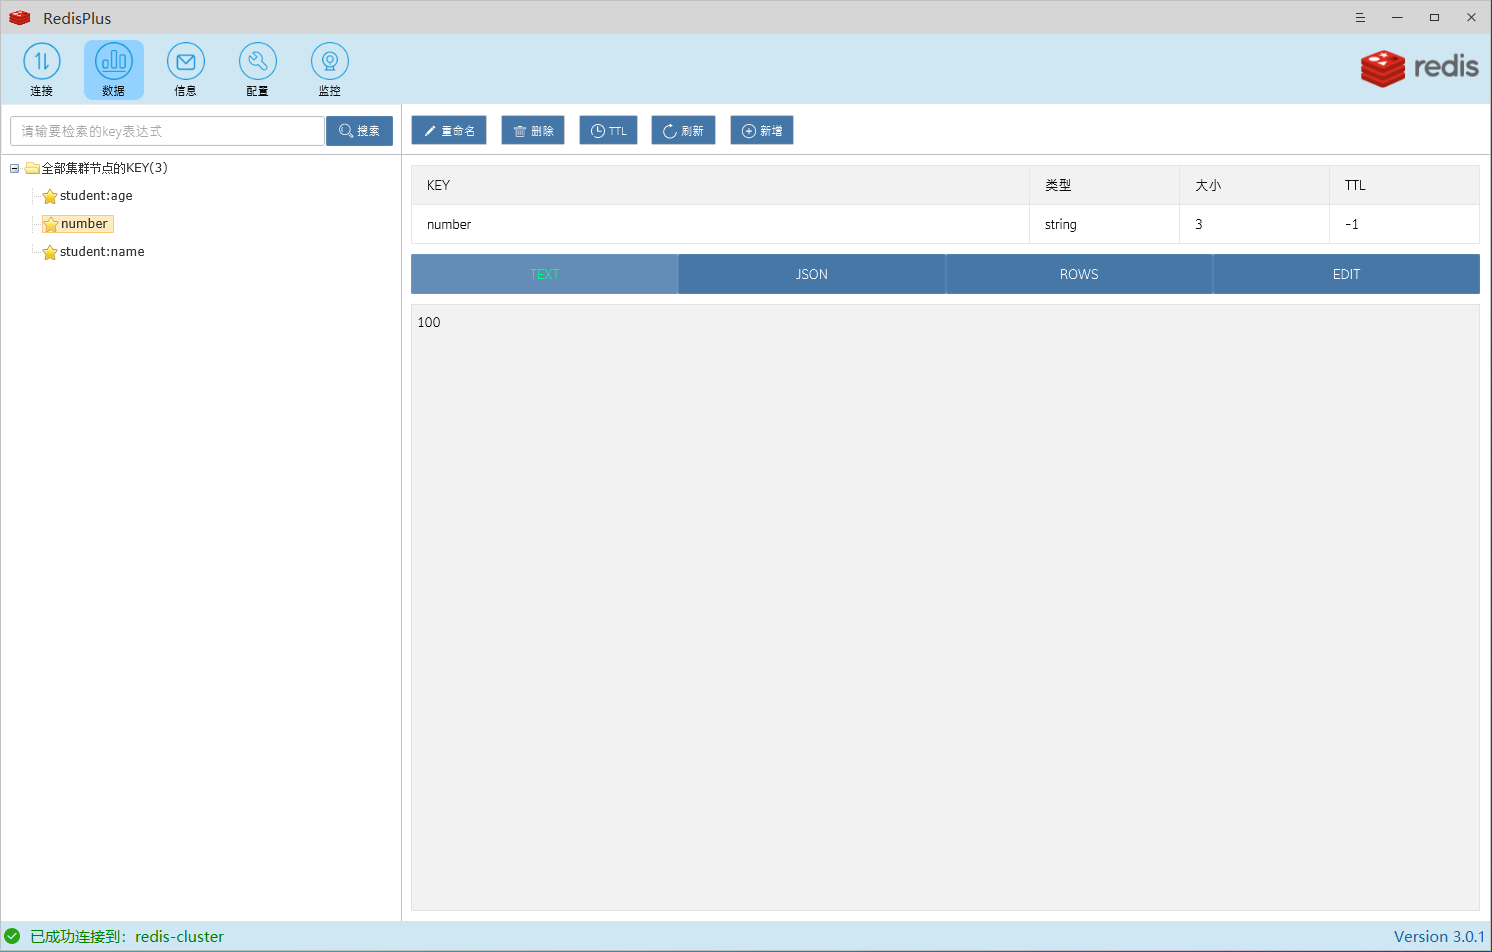 RedisPlus
连接
数据
信息
配置
监控
redis
请输要检索的key表达式
搜索
重命名
删除
TTL
刷新
新增
全部集群节点的KEY(3)
student:age
number
student:name
KEY 类型 大小 TTL
number string 3 -1
TEXT JSON ROWS EDIT
100
已成功连接到：redis-cluster
Version 3.0.1